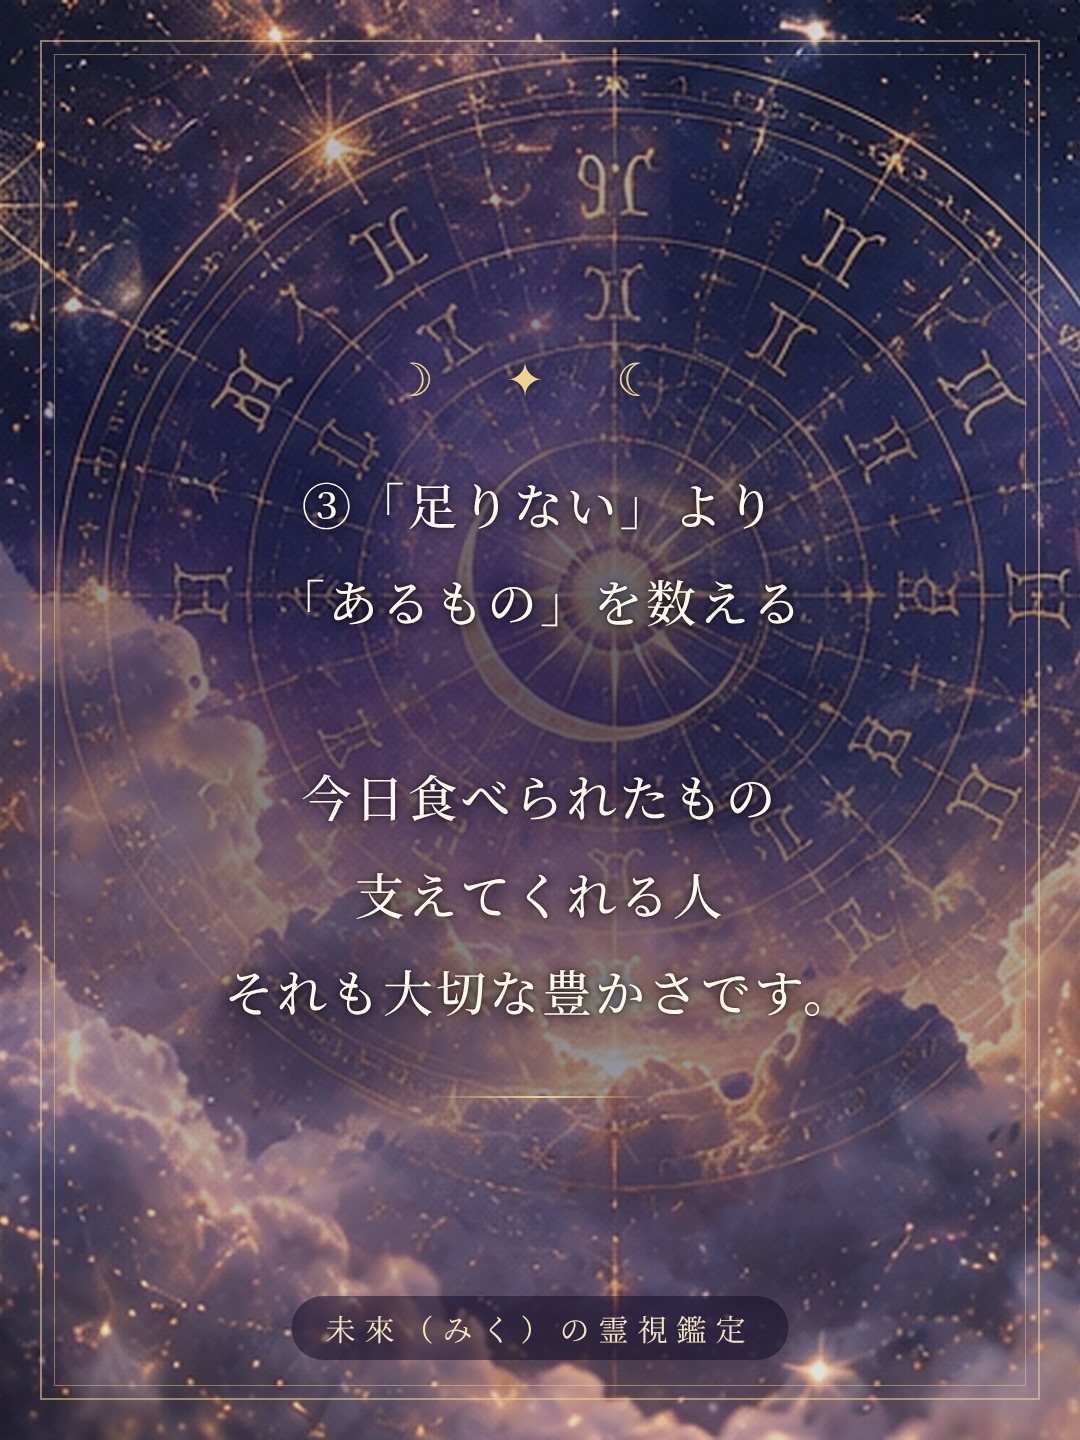 ③「足りない」より
「あるもの」を数える
今日食べられたもの
支えてくれる人
それも大切な豊かさです。
未來（みく）の霊視鑑定